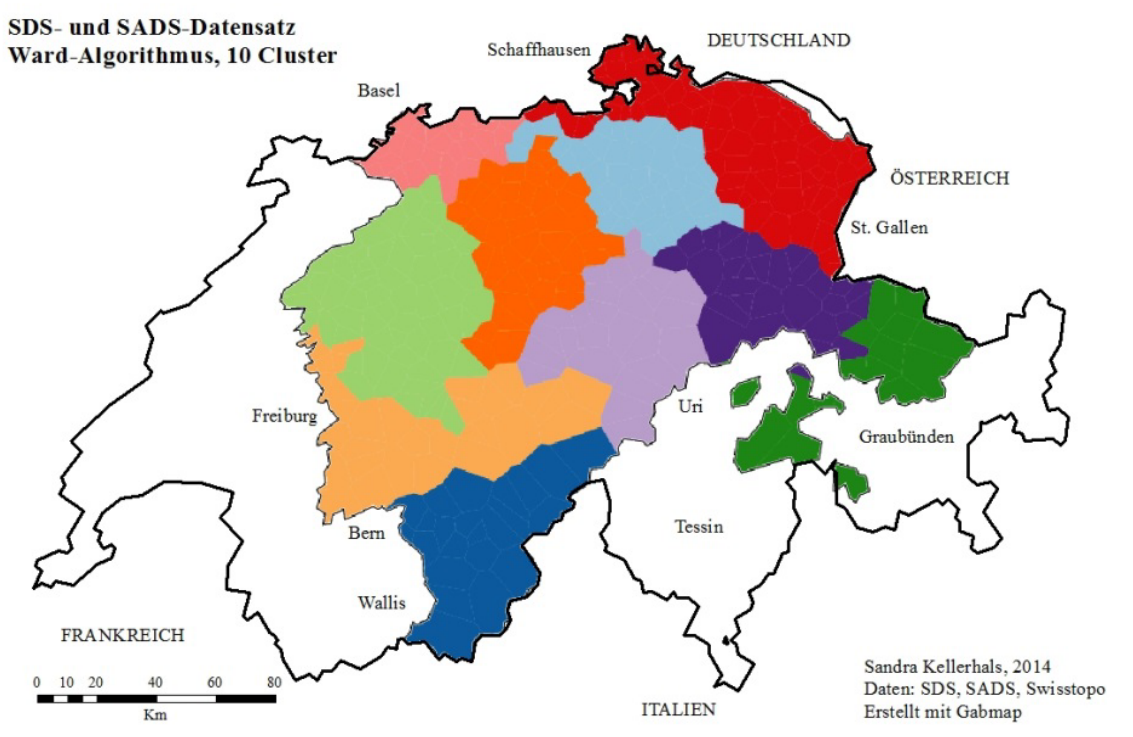 SDS- und SADS-Datensatz
Ward-Algorithmus, 10 Cluster
Schaffhausen
DEUTSCHLAND
Basel
ÖSTERREICH
St. Gallen
Freiburg
Uri
Graubünden
Bern
Tessin
Wallis
FRANKREICH
0 10 20 40 60 80
Km
ITALIEN
Sandra Kellerhals, 2014
Daten: SDS, SADS, Swisstopo
Erstellt mit Gabmap